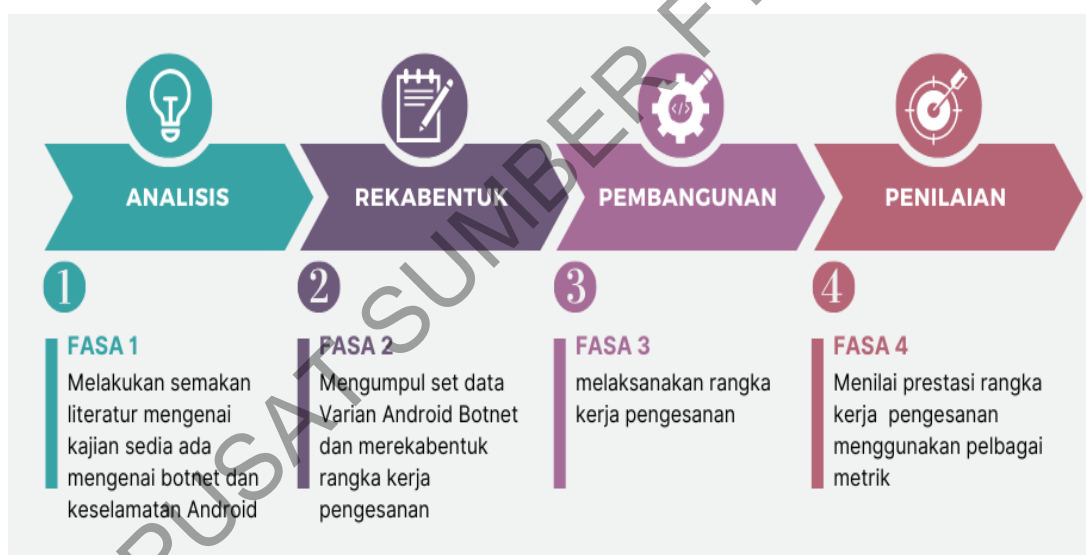 ANALISIS
REKABENTUK
PEMBANGUNAN
PENILAIAN
1
FASA 1
Melakukan semakan
literatur mengenai
kajian sedia ada
mengenai botnet dan
keselamatan Android
2
FASA 2
Mengumpul set data
Varian Android Botnet
dan merekabentuk
rangka kerja
pengesanan
3
FASA 3
melaksanakan rangka
kerja pengesanan
4
FASA 4
Menilai prestasi rangka
kerja pengesanan
menggunakan pelbagai
metrik
PUSAT SUMBER F